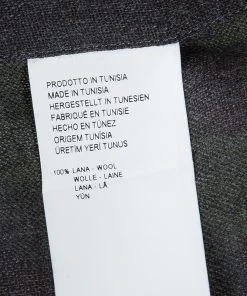 PRODOTTO IN TUNISIA
MADE IN TUNISIA
HERGESTELLT IN TUNESIEN
FABRIQUÉ EN TUNISIE
HECHO EN TÚNEZ
ORIGEM TUNÍSIA
ÜRETİM YERİ TUNUS
100% LANA - WOOL
WOLLE - LAINE
LANA - LÃ
YÜN